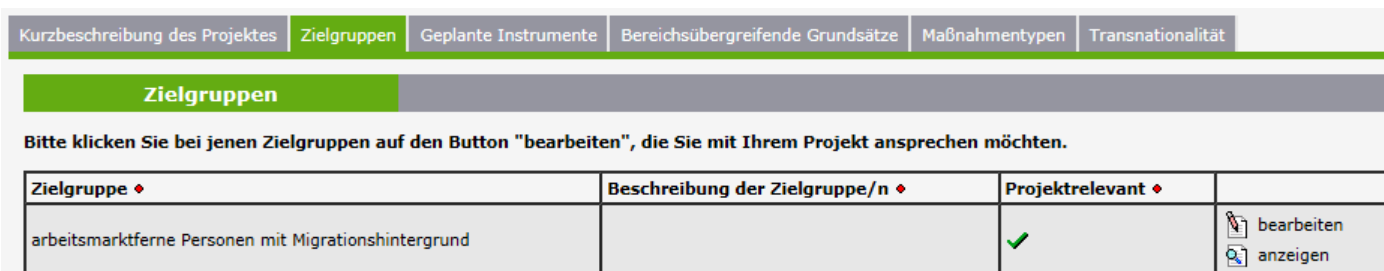 Kurzbeschreibung des Projektes Zielgruppen Geplante Instrumente Bereichsübergreifende Grundsätze Maßnahmentypen Transnationalität
Zielgruppen
Bitte klicken Sie bei jenen Zielgruppen auf den Button "bearbeiten", die Sie mit Ihrem Projekt ansprechen möchten.
Zielgruppe Beschreibung der Zielgruppe/n Projektrelevant
arbeitsmarktferne Personen mit Migrationshintergrund
bearbeiten
anzeigen